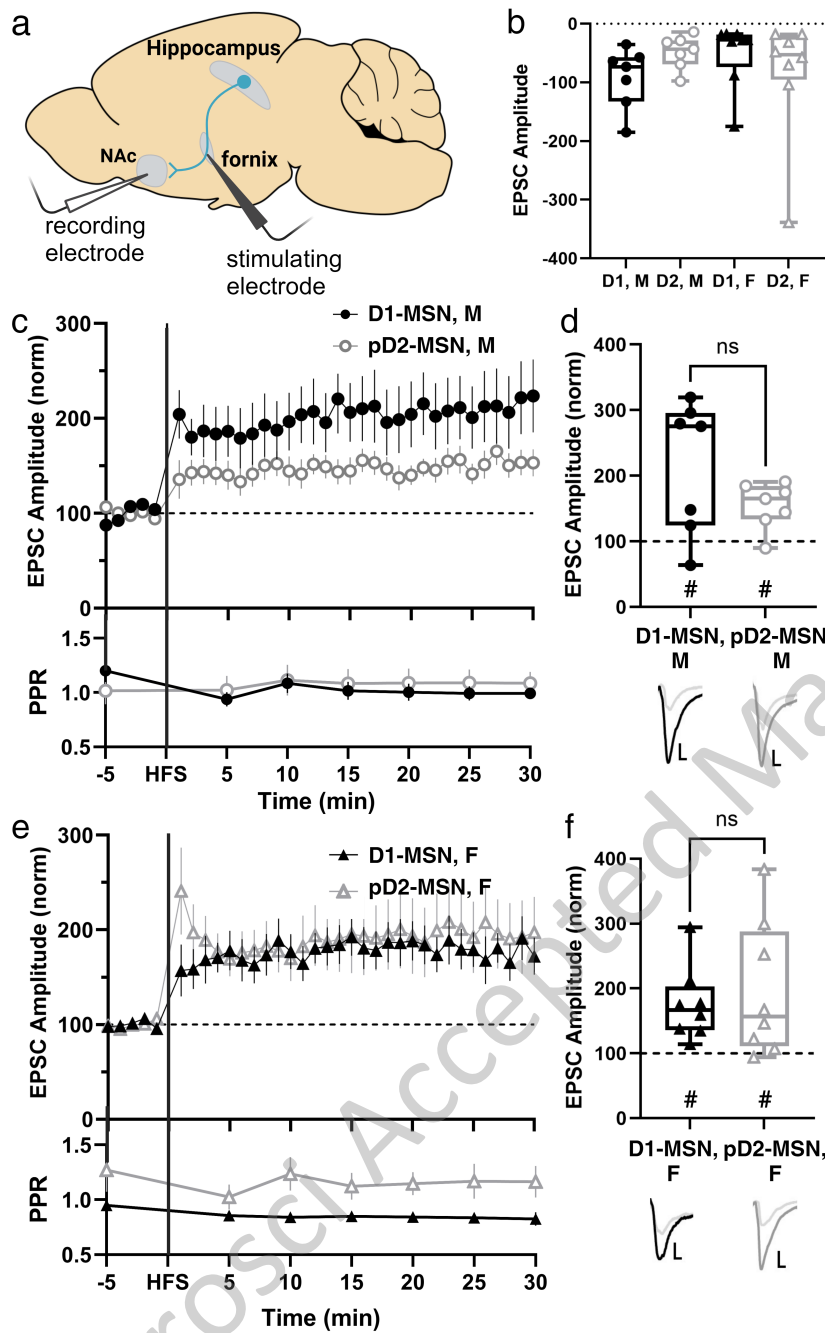 a
Hippocampus
NAc
fornix
recording
electrode
stimulating
electrode
b
EPSC Amplitude
0
-100
-200
-300
-400
D1, M
D2, M
D1, F
D2, F
c
D1-MSN, M
pD2-MSN, M
EPSC Amplitude (norm)
300
200
100
0
PPR
1.5
1.0
0.5
-5
HFS
5
10
15
20
25
30
Time (min)
d
ns
EPSC Amplitude (norm)
400
300
200
100
0
#
#
D1-MSN, pD2-MSN
M
M
e
D1-MSN, F
pD2-MSN, F
EPSC Amplitude (norm)
300
200
100
0
PPR
1.5
1.0
0.5
-5
HFS
5
10
15
20
25
30
Time (min)
f
ns
EPSC Amplitude (norm)
400
300
200
100
0
#
#
D1-MSN, pD2-MSN,
F
F
rosci Accepted Ma